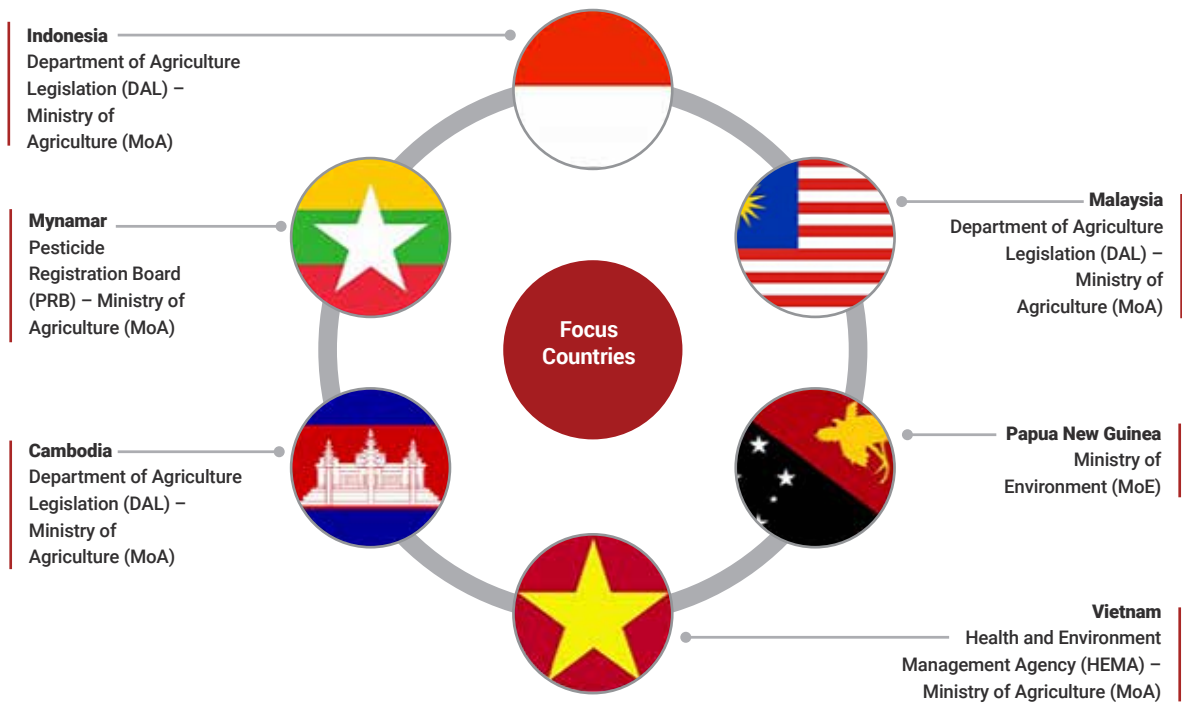 Indonesia
Department of Agriculture
Legislation (DAL) –
Ministry of
Agriculture (MoA)
Mynamar
Pesticide
Registration Board
(PRB) – Ministry of
Agriculture (MoA)
Cambodia
Department of Agriculture
Legislation (DAL) –
Ministry of
Agriculture (MoA)
Focus
Countries
Malaysia
Department of Agriculture
Legislation (DAL) –
Ministry of
Agriculture (MoA)
Papua New Guinea
Ministry of
Environment (MoE)
Vietnam
Health and Environment
Management Agency (HEMA) –
Ministry of Agriculture (MoA)